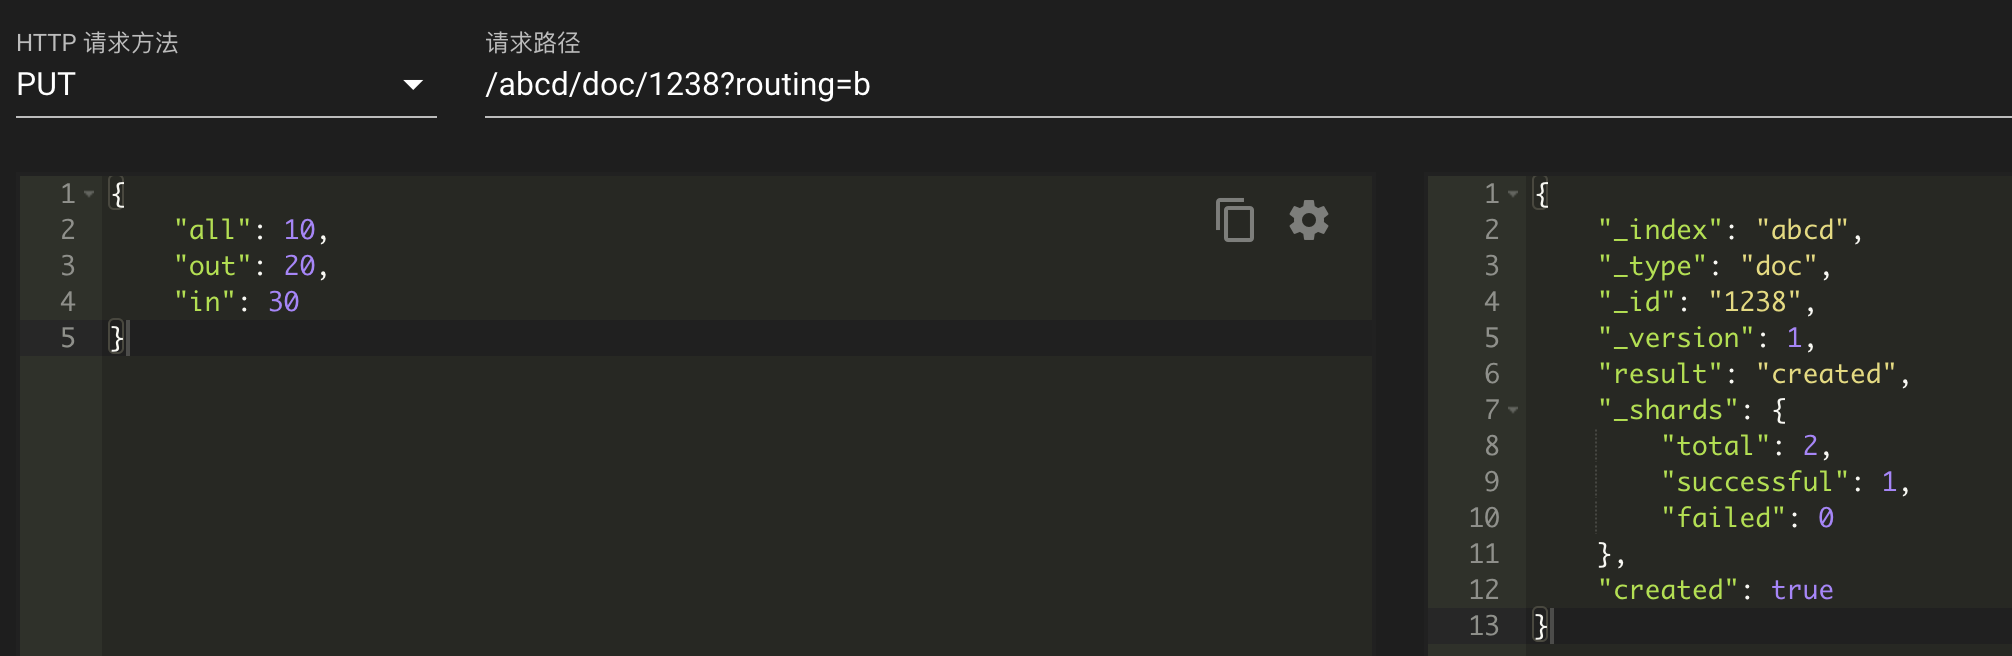 HTTP 请求方法
PUT
请求路径
/abcd/doc/1238?routing=b
1 {
2 "all": 10,
3 "out": 20,
4 "in": 30
5 }
1 {
2 "_index": "abcd",
3 "_type": "doc",
4 "_id": "1238",
5 "_version": 1,
6 "result": "created",
7 "_shards": {
8 "total": 2,
9 "successful": 1,
10 "failed": 0
11 },
12 "created": true
13 }